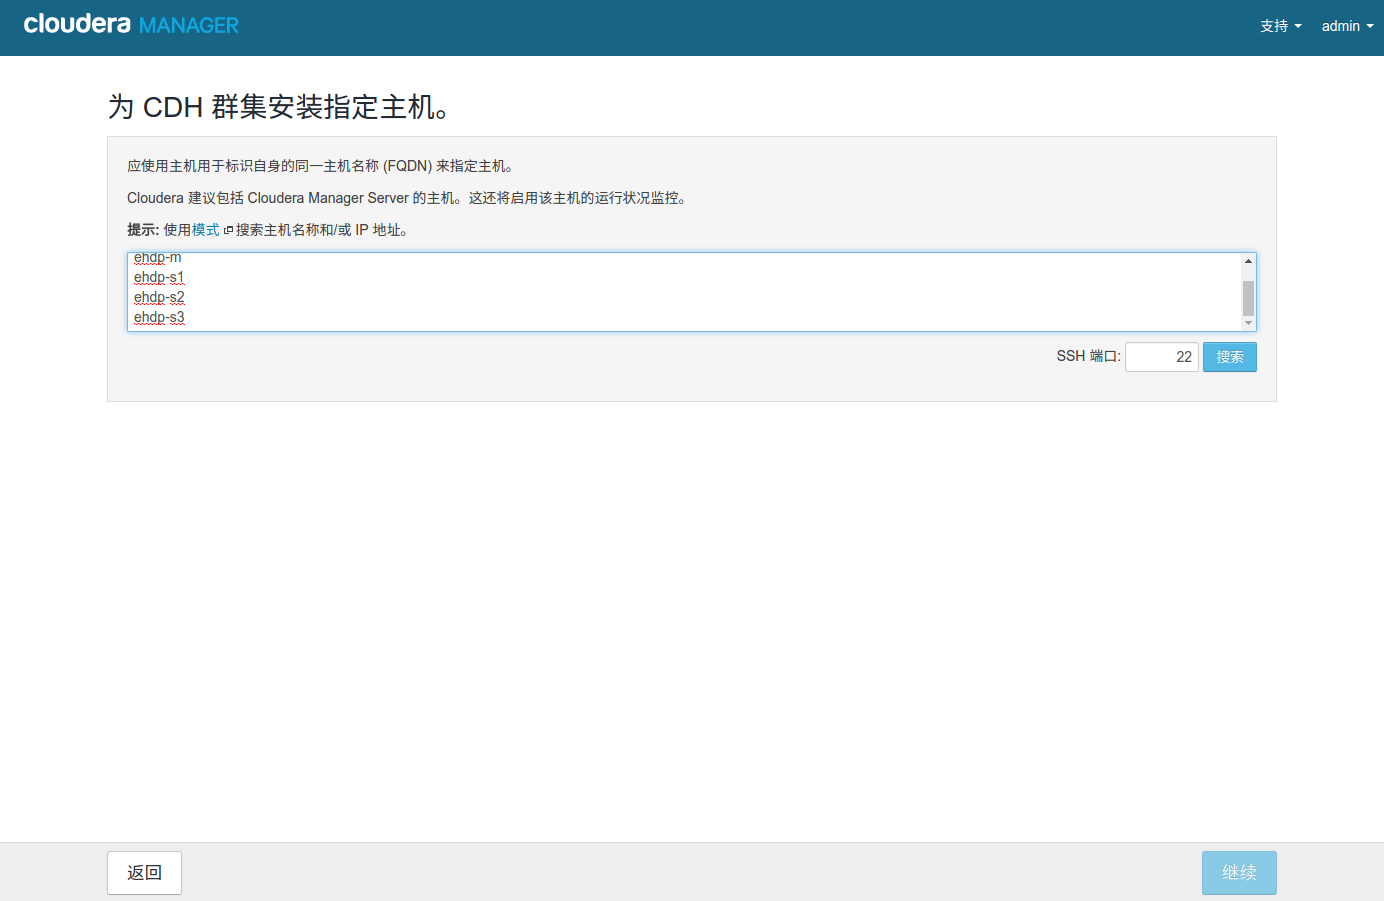 cloudera MANAGER
支持 admin
为 CDH 群集安装指定主机。
应使用主机用于标识自身的同一主机名称 (FQDN) 来指定主机。
Cloudera 建议包括 Cloudera Manager Server 的主机。这还将启用该主机的运行状况监控。
提示: 使用模式 搜索主机名称和/或 IP 地址。
ehdp-m
ehdp-s1
ehdp-s2
ehdp-s3
SSH 端口: 22 搜索
返回 继续